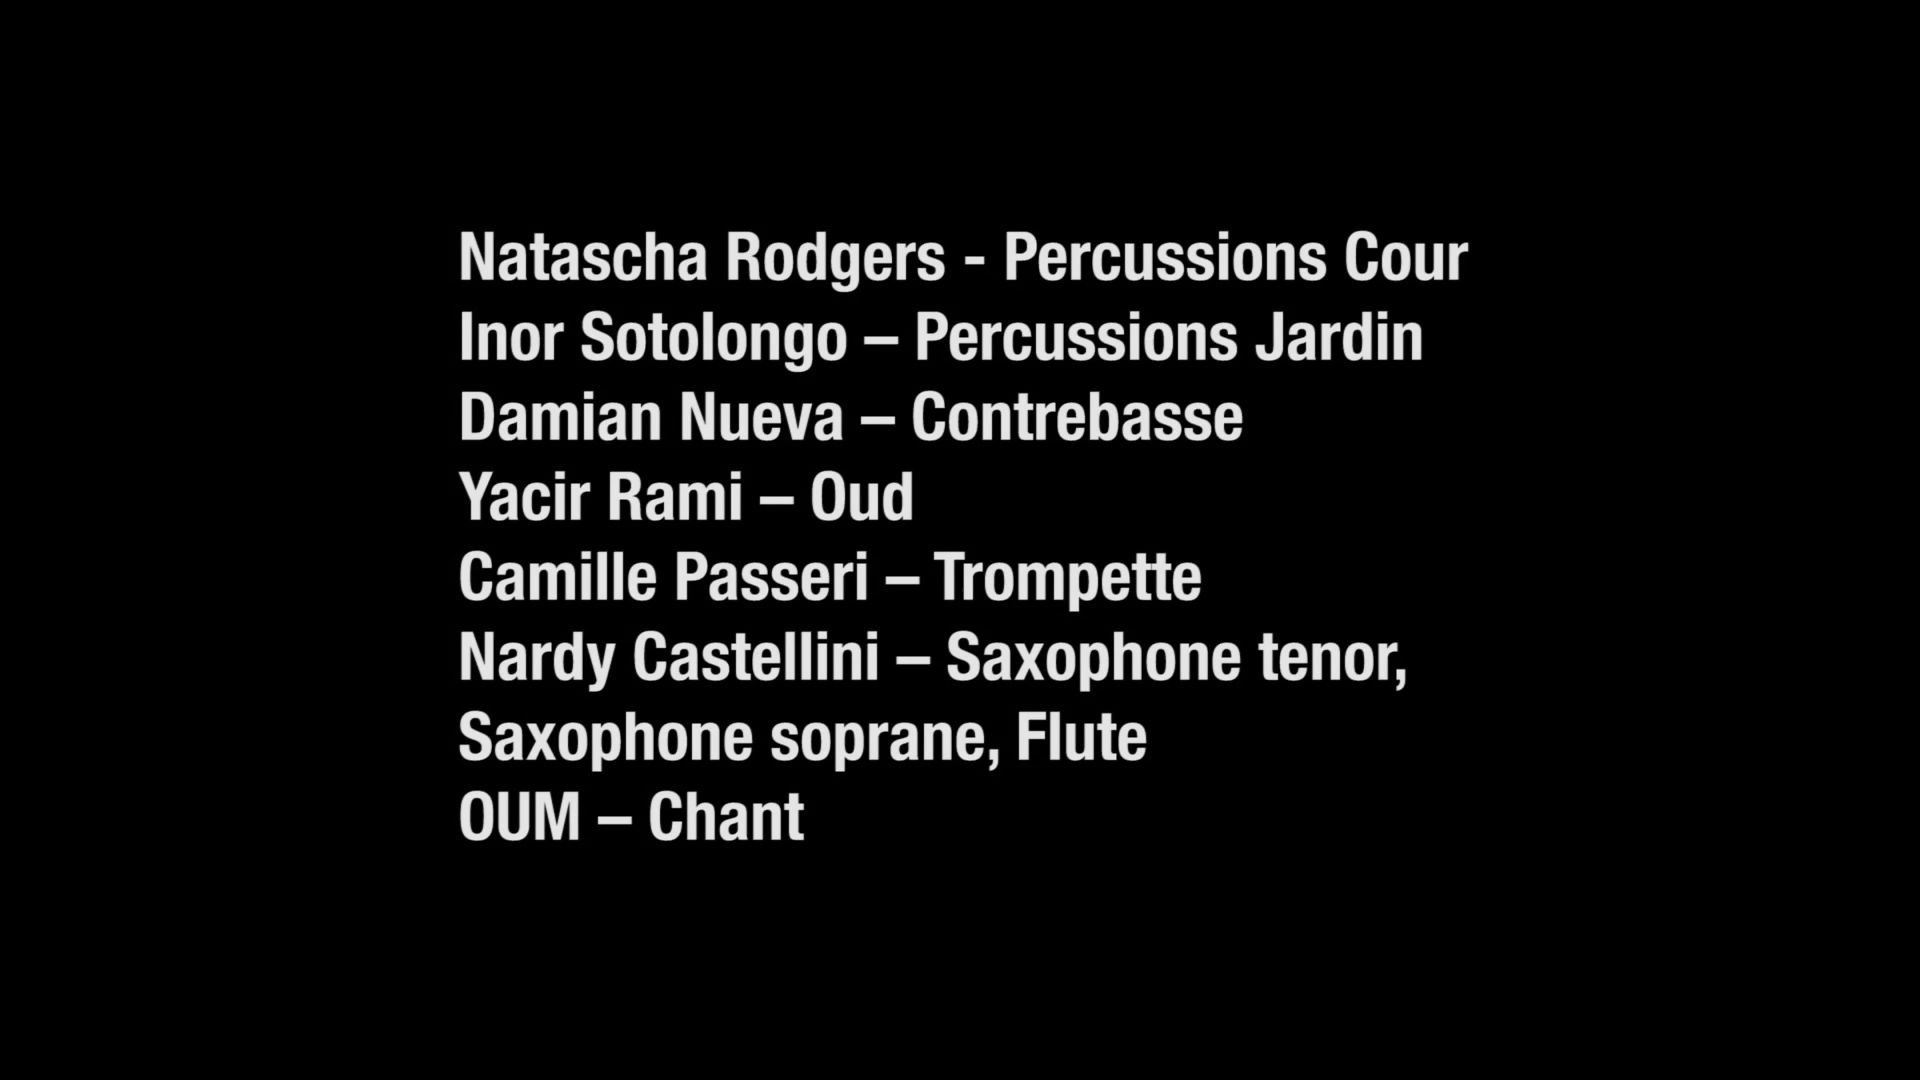 Natascha Rodgers - Percussions Cour
Inor Sotolongo – Percussions Jardin
Damian Nueva – Contrebasse
Yacir Rami – Oud
Camille Passeri – Trompette
Nardy Castellini – Saxophone tenor,
Saxophone soprane, Flute
OUM – Chant